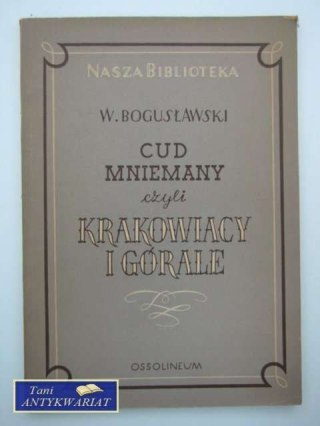 NASZA BIBLIOTEKA
W. BOGUSŁAWSKI
CUD
MNIEMANY
czyli
KRAKOWIACY
I GÓRALE
OSSOLINEUM
Tani
ANTYKWARIAT